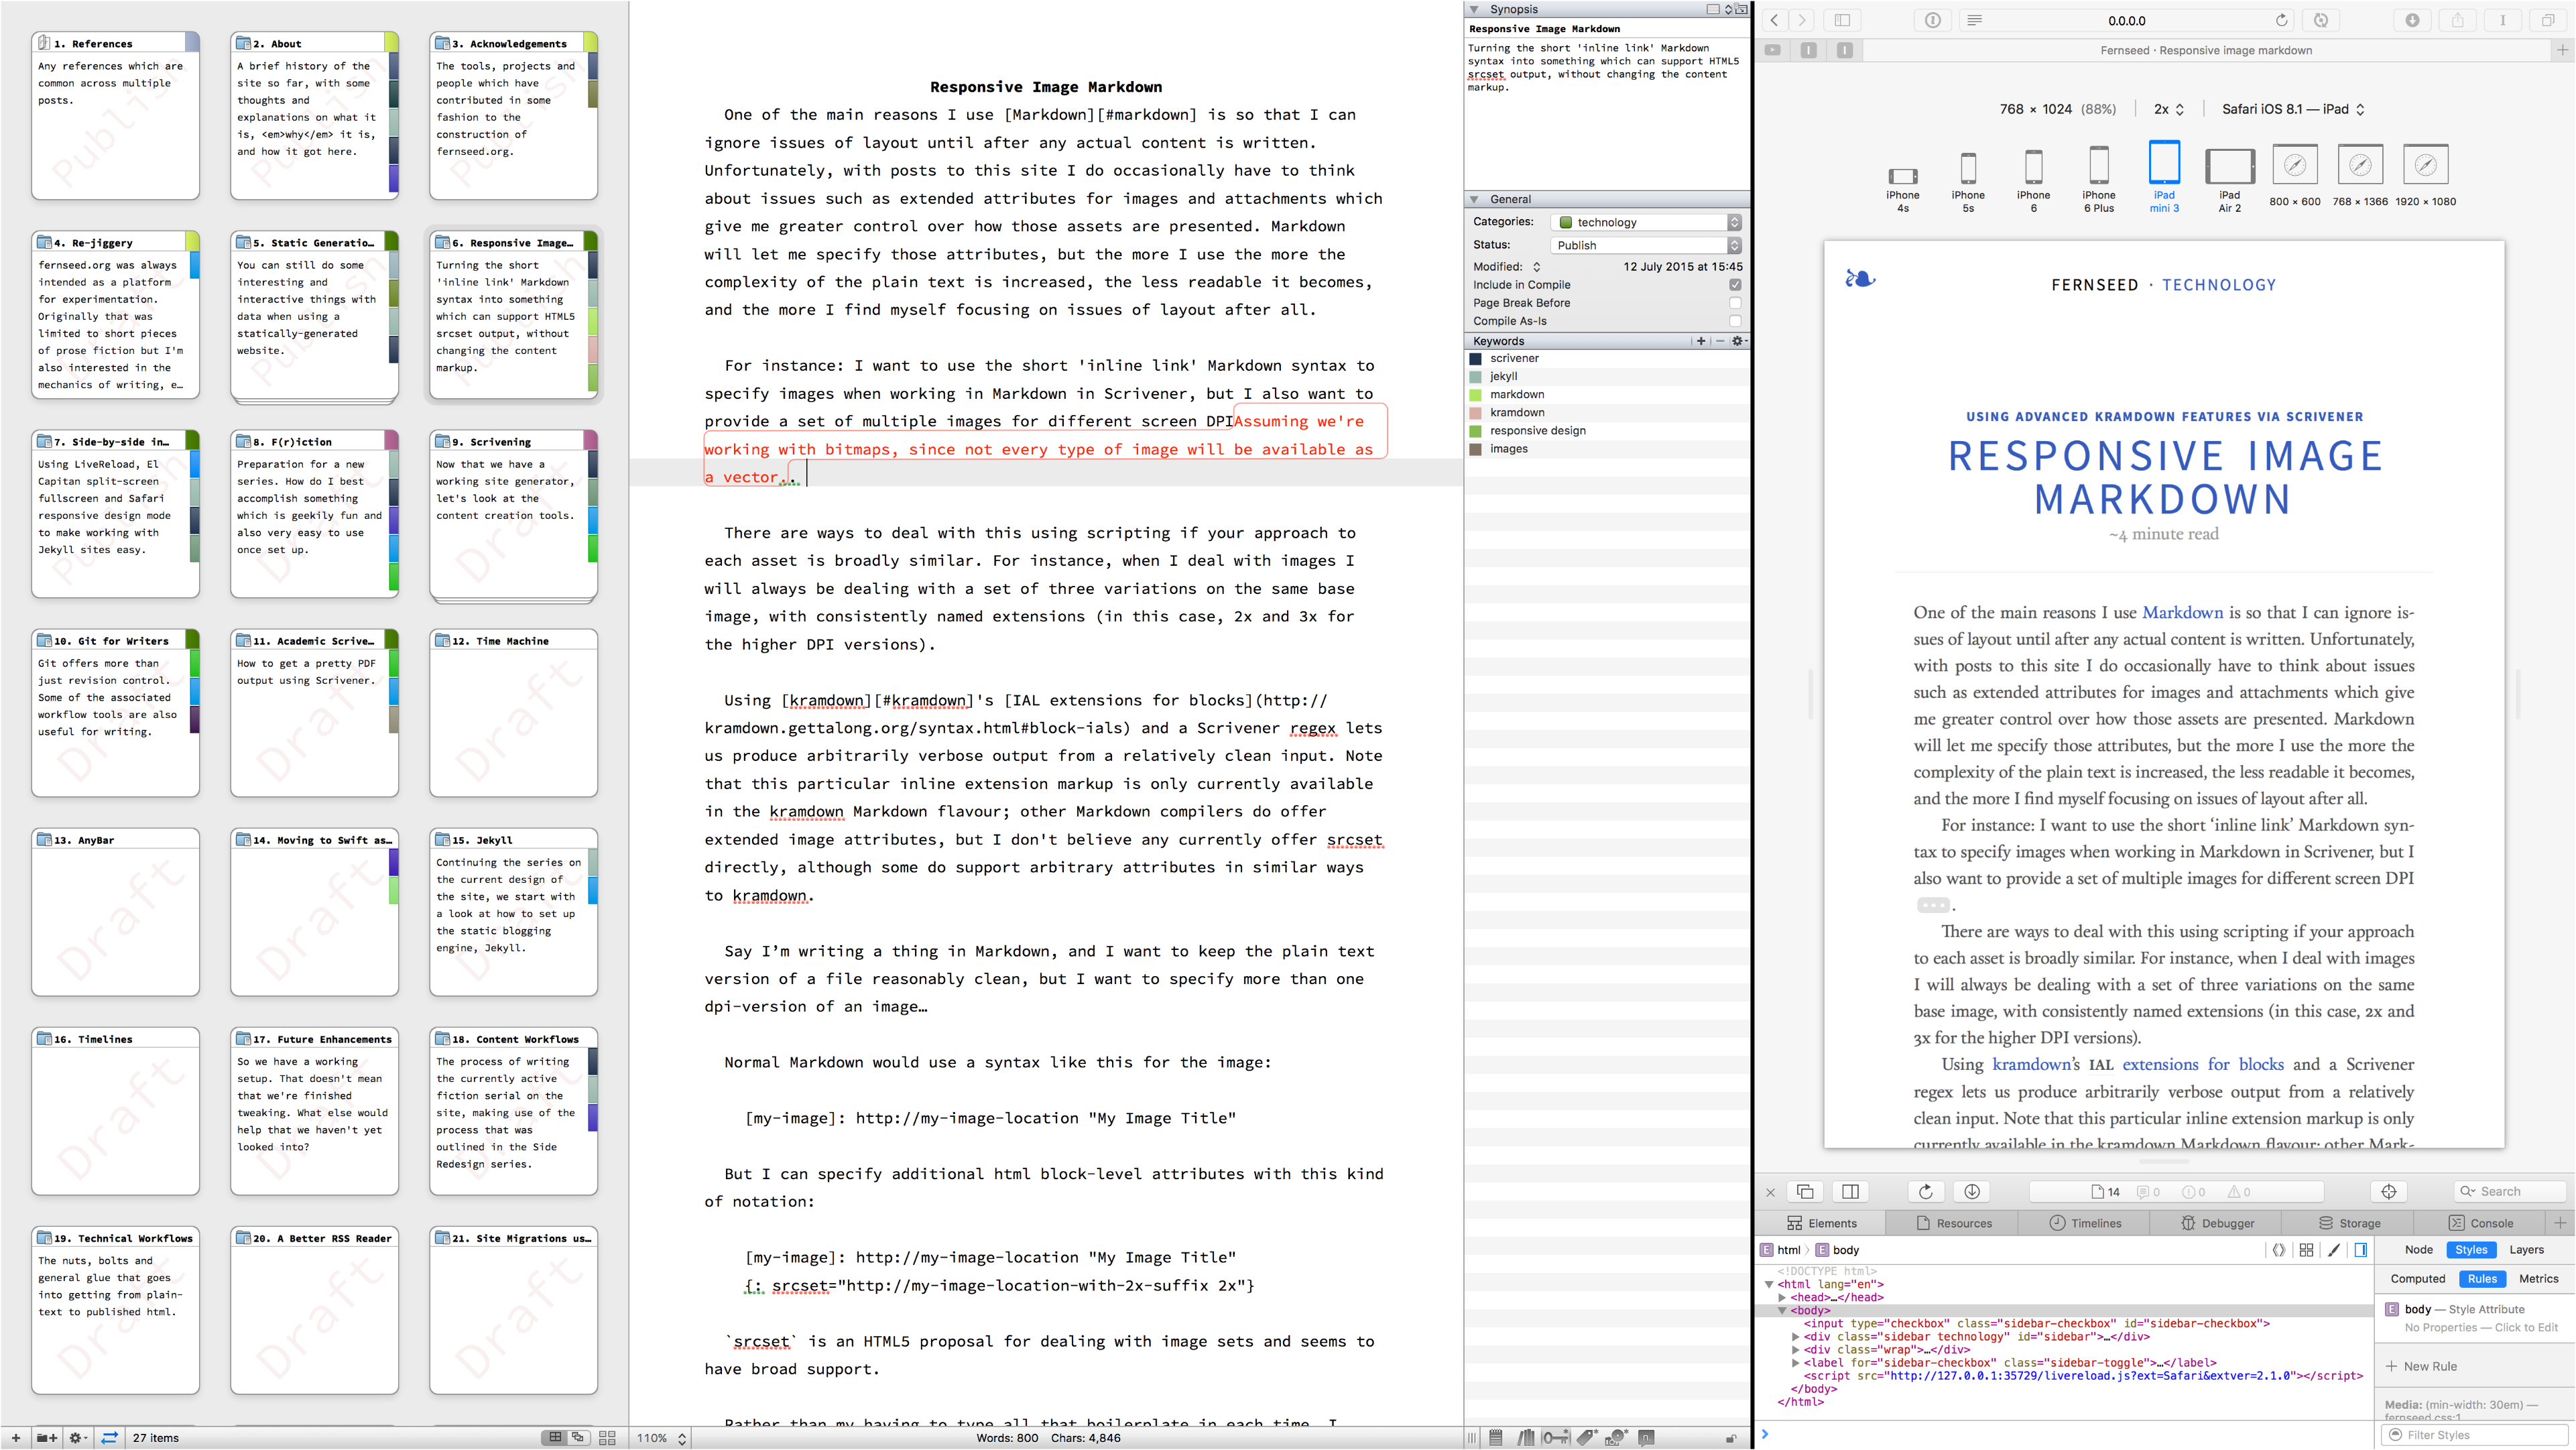 1. References
Any references which are
common across multiple
posts.
Publish
2. About
A brief history of the
site so far, with some
thoughts and
explanations on what it
is, <em>why</em> it is,
and how it got here.
Publish
3. Acknowledgements
The tools, projects and
people which have
contributed in some
fashion to the
construction of
fernseed.org.
Publish
4. Re-jiggery
fernseed.org was always
intended as a platform
for experimentation.
Originally that was
limited to short pieces
of prose fiction but I'm
also interested in the
mechanics of writing, e…
5. Static Generatio…
You can still do some
interesting and
interactive things with
data when using a
statically-generated
website.
Publish
6. Responsive Image…
Turning the short
'inline link' Markdown
syntax into something
which can support HTML5
srcset output, without
changing the content
markup.
Publish
7. Side-by-side in…
Using LiveReload, El
Capitan split-screen
fullscreen and Safari
responsive design mode
to make working with
Jekyll sites easy.
Publish
8. F(r)iction
Preparation for a new
series. How do I best
accomplish something
which is geekily fun and
also very easy to use
once set up.
Draft
9. Scrivening
Now that we have a
working site generator,
let's look at the
content creation tools.
Draft
10. Git for Writers
Git offers more than
just revision control.
Some of the associated
workflow tools are also
useful for writing.
Draft
11. Academic Scrive…
How to get a pretty PDF
output using Scrivener.
Draft
12. Time Machine
Draft
13. AnyBar
Draft
14. Moving to Swift as…
Draft
15. Jekyll
Continuing the series on
the current design of
the site, we start with
a look at how to set up
the static blogging
engine, Jekyll.
Draft
16. Timelines
Draft
17. Future Enhancements
So we have a working
setup. That doesn't mean
that we're finished
tweaking. What else would
help that we haven't yet
looked into?
Draft
18. Content Workflows
The process of writing
the currently active
fiction serial on the
site, making use of the
process that was
outlined in the Side
Redesign series.
Draft
19. Technical Workflows
The nuts, bolts and
general glue that goes
into getting from plain-
text to published html.
Draft
20. A Better RSS Reader
Draft
21. Site Migrations us…
Draft
27 items
Responsive Image Markdown
One of the main reasons I use [Markdown][#markdown] is so that I can
ignore issues of layout until after any actual content is written.
Unfortunately, with posts to this site I do occasionally have to think
about issues such as extended attributes for images and attachments which
give me greater control over how those assets are presented. Markdown
will let me specify those attributes, but the more I use the more the
complexity of the plain text is increased, the less readable it becomes,
and the more I find myself focusing on issues of layout after all.
For instance: I want to use the short 'inline link' Markdown syntax to
specify images when working in Markdown in Scrivener, but I also want to
provide a set of multiple images for different screen DPIAssuming we're
working with bitmaps, since not every type of image will be available as
a vector..
There are ways to deal with this using scripting if your approach to
each asset is broadly similar. For instance, when I deal with images I
will always be dealing with a set of three variations on the same base
image, with consistently named extensions (in this case, 2x and 3x for
the higher DPI versions).
Using [kramdown][#kramdown]'s [IAL extensions for blocks](http://
kramdown.gettalong.org/syntax.html#block-ials) and a Scrivener regex lets
us produce arbitrarily verbose output from a relatively clean input. Note
that this particular inline extension markup is only currently available
in the kramdown Markdown flavour; other Markdown compilers do offer
extended image attributes, but I don't believe any currently offer srcset
directly, although some do support arbitrary attributes in similar ways
to kramdown.
Say I’m writing a thing in Markdown, and I want to keep the plain text
version of a file reasonably clean, but I want to specify more than one
dpi-version of an image…
Normal Markdown would use a syntax like this for the image:
[my-image]: http://my-image-location "My Image Title"
But I can specify additional html block-level attributes with this kind
of notation:
[my-image]: http://my-image-location "My Image Title"
{: srcset="http://my-image-location-with-2x-suffix 2x"}
`srcset` is an HTML5 proposal for dealing with image sets and seems to
have broad support.
Rather than my having to type all that boilerplate in each time, I
110%
Words: 800 Chars: 4,846
Synopsis
Responsive Image Markdown
Turning the short 'inline link' Markdown
syntax into something which can support HTML5
srcset output, without changing the content
markup.
General
Categories: technology
Status: Publish
Modified: 12 July 2015 at 15:45
Include in Compile
Page Break Before
Compile As-Is
Keywords
scrivener
jekyll
markdown
kramdown
responsive design
images
0.0.0.0
Fernseed · Responsive image markdown
768 × 1024 (88%) 2x Safari iOS 8.1 — iPad
iPhone 4s
iPhone 5s
iPhone 6
iPhone 6 Plus
iPad mini 3
iPad Air 2
800 × 600
768 × 1366
1920 × 1080
FERNSEED · TECHNOLOGY
USING ADVANCED KRAMDOWN FEATURES VIA SCRIVENER
RESPONSIVE IMAGE
MARKDOWN
~4 minute read
One of the main reasons I use Markdown is so that I can ignore is-
sues of layout until after any actual content is written. Unfortunately,
with posts to this site I do occasionally have to think about issues
such as extended attributes for images and attachments which give
me greater control over how those assets are presented. Markdown
will let me specify those attributes, but the more I use the more the
complexity of the plain text is increased, the less readable it becomes,
and the more I find myself focusing on issues of layout after all.
For instance: I want to use the short ‘inline link’ Markdown syn-
tax to specify images when working in Markdown in Scrivener, but I
also want to provide a set of multiple images for different screen DPI
.
There are ways to deal with this using scripting if your approach
to each asset is broadly similar. For instance, when I deal with images
I will always be dealing with a set of three variations on the same
base image, with consistently named extensions (in this case, 2x and
3x for the higher DPI versions).
Using kramdown’s IAL extensions for blocks and a Scrivener
regex lets us produce arbitrarily verbose output from a relatively
clean input. Note that this particular inline extension markup is only
currently available in the kramdown Markdown flavour; other Mark-
14 0 0 0
Search
Elements Resources Timelines Debugger Storage Console
html body
Node Styles Layers
Computed Rules Metrics
<!DOCTYPE html>
<html lang="en">
<head>…</head>
<body>
<input type="checkbox" class="sidebar-checkbox" id="sidebar-checkbox">
<div class="sidebar technology" id="sidebar">…</div>
<div class="wrap">…</div>
<label for="sidebar-checkbox" class="sidebar-toggle">…</label>
<script src="http://127.0.0.1:35729/livereload.js?ext=Safari&extver=2.1.0"></script>
</body>
</html>
body — Style Attribute
No Properties — Click to Edit
New Rule
Media: (min-width: 30em) —
fernseed.css:1
Filter Styles